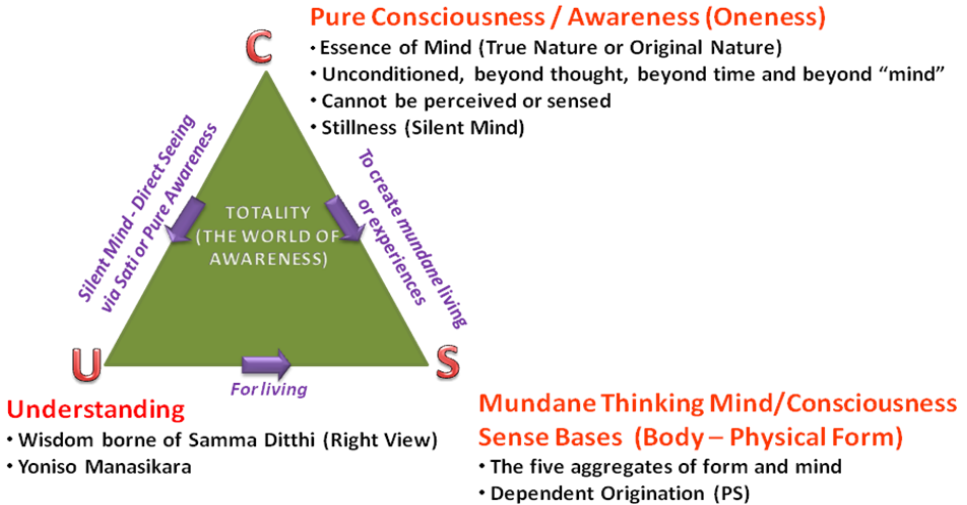 Pure Consciousness / Awareness (Oneness)
• Essence of Mind (True Nature or Original Nature)
• Unconditioned, beyond thought, beyond time and beyond “mind”
• Cannot be perceived or sensed
• Stillness (Silent Mind)
C
Silent Mind - Direct Seeing
via Sati or Pure Awareness
To create mundane living
or experiences
TOTALITY
(THE WORLD OF
AWARENESS)
U
S
For living
Understanding
• Wisdom borne of Samma Ditthi (Right View)
• Yoniso Manasikara
Mundane Thinking Mind/Consciousness
Sense Bases (Body – Physical Form)
• The five aggregates of form and mind
• Dependent Origination (PS)